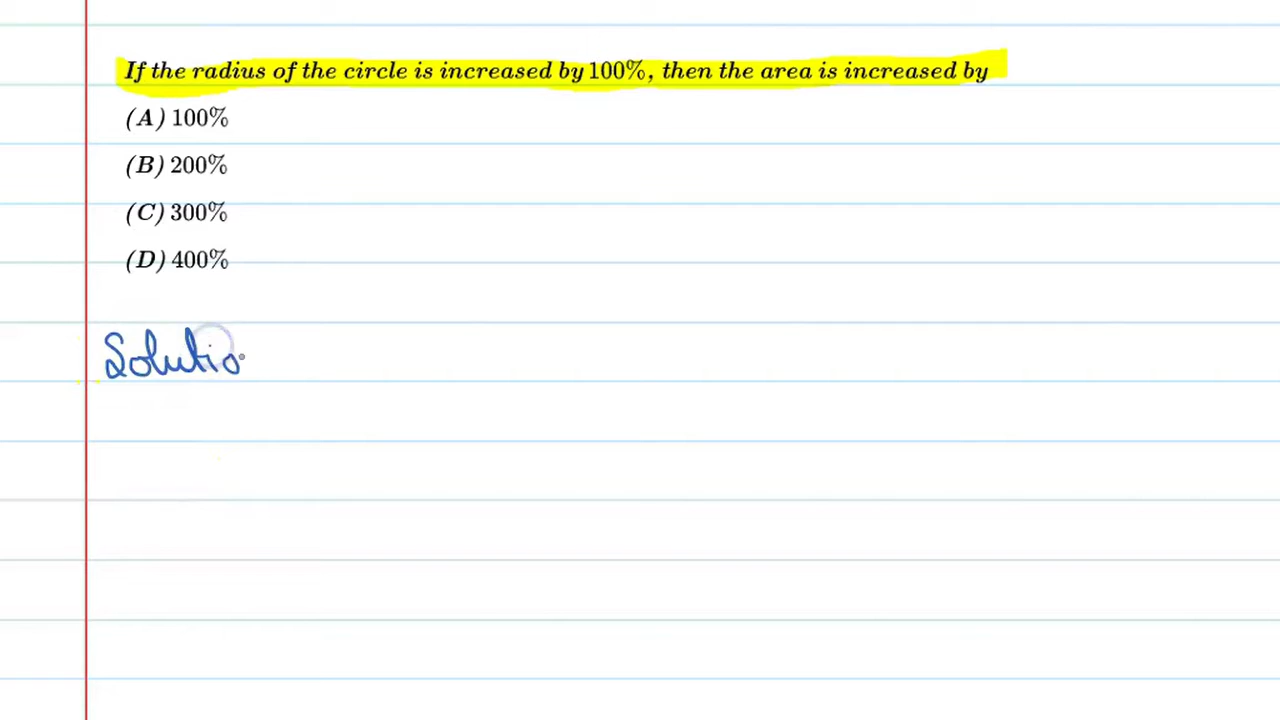 If the radius of the circle is increased by 100%, then the area is increased by
(A) 100%
(B) 200%
(C) 300%
(D) 400%
Solutio